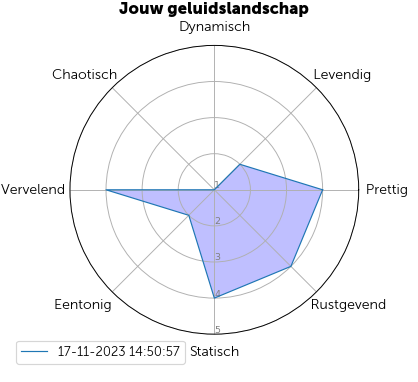 Jouw geluidslandschap
Dynamisch
Chaotisch
Levendig
Vervelend
Prettig
1
2
3
4
5
Eentonig
Rustgevend
17-11-2023 14:50:57
Statisch